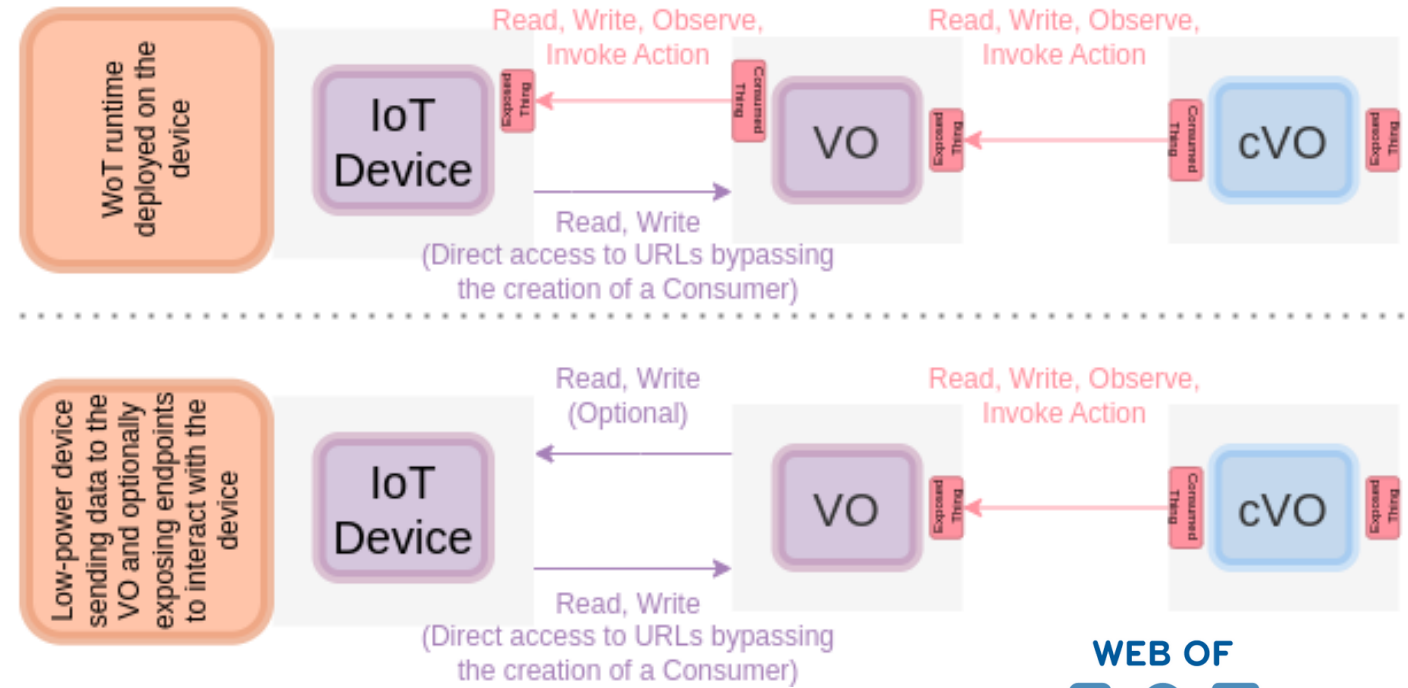 WoT runtime
deployed on the
device
IoT
Device
Exposed
Thing
Read, Write, Observe,
Invoke Action
Consumed
Thing
VO
Exposed
Thing
Read, Write, Observe,
Invoke Action
Consumed
Thing
cVO
Exposed
Thing
Read, Write
(Direct access to URLs bypassing
the creation of a Consumer)
Low-power device
sending data to the
VO and optionally
exposing endpoints
to interact with the
device
IoT
Device
Read, Write
(Optional)
Read, Write
(Direct access to URLs bypassing
the creation of a Consumer)
VO
Exposed
Thing
Read, Write, Observe,
Invoke Action
Consumed
Thing
cVO
Exposed
Thing
WEB OF